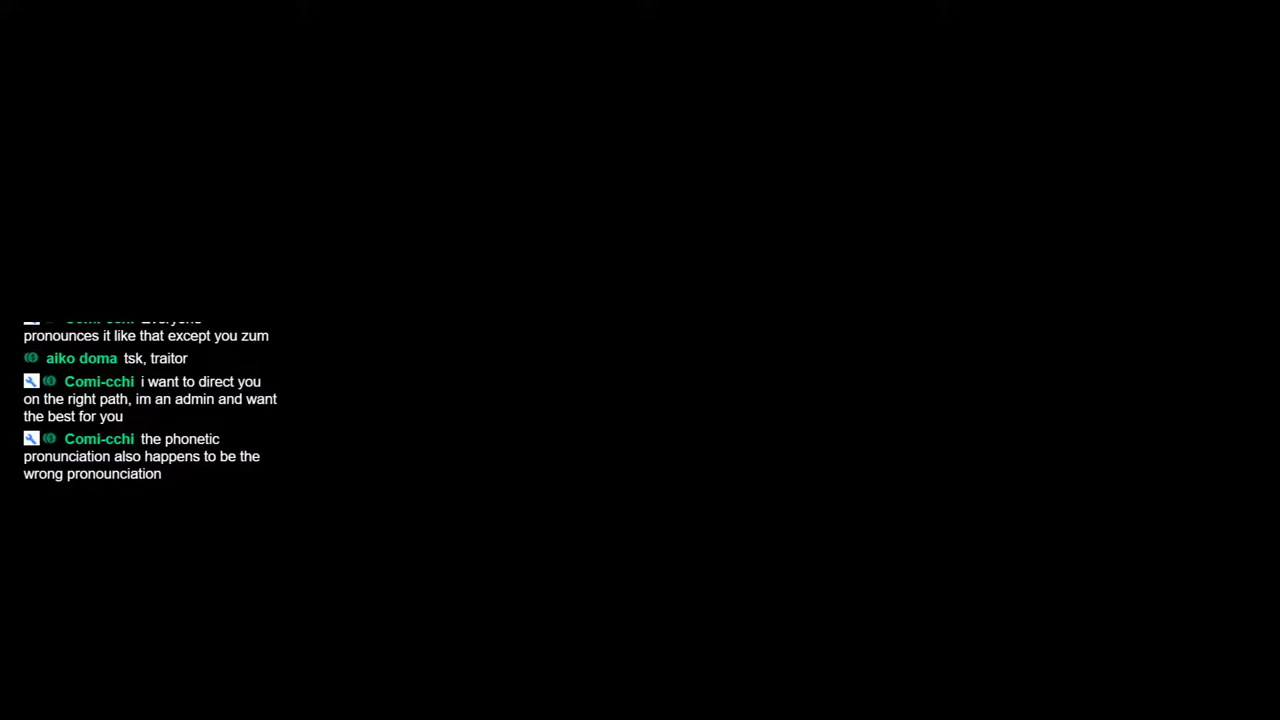 pronounces it like that except you zum
aiko doma tsk, traitor
Comi-cchi i want to direct you
on the right path, im an admin and want
the best for you
Comi-cchi the phonetic
pronunciation also happens to be the
wrong pronounciation